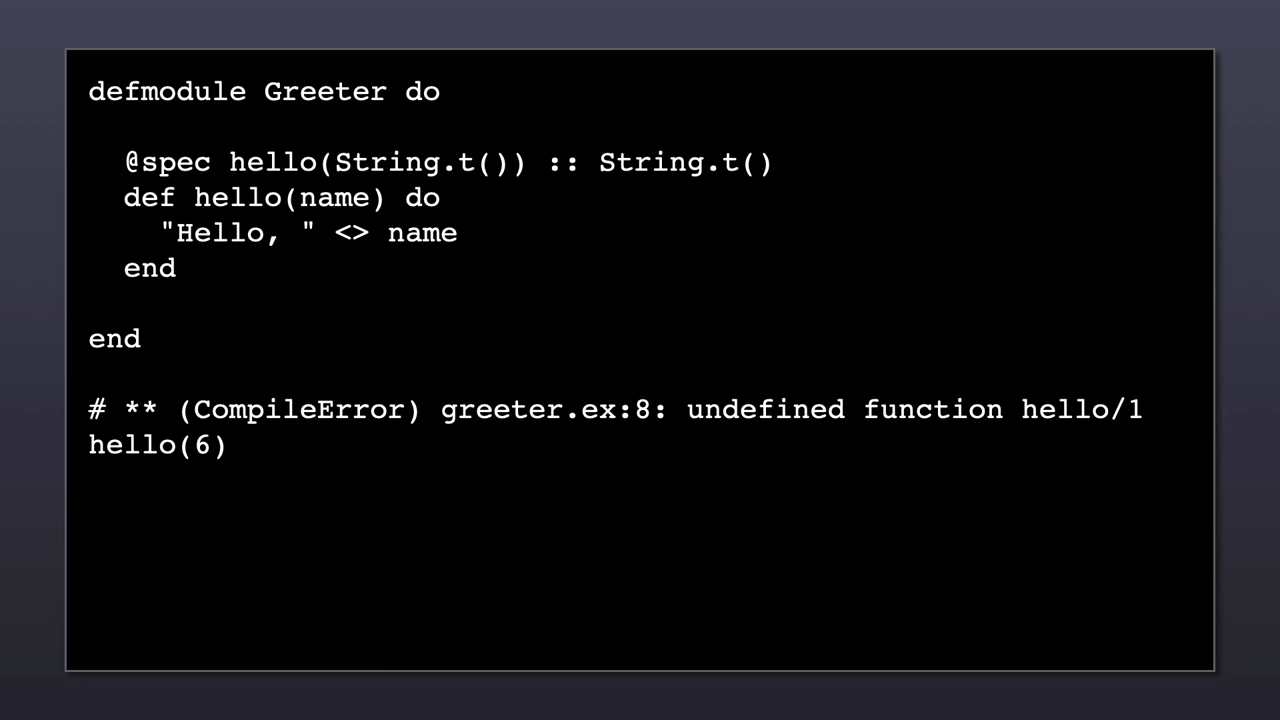 defmodule Greeter do
@spec hello(String.t()) :: String.t()
def hello(name) do
"Hello, " <> name
end
end
# ** (CompileError) greeter.ex:8: undefined function hello/1
hello(6)